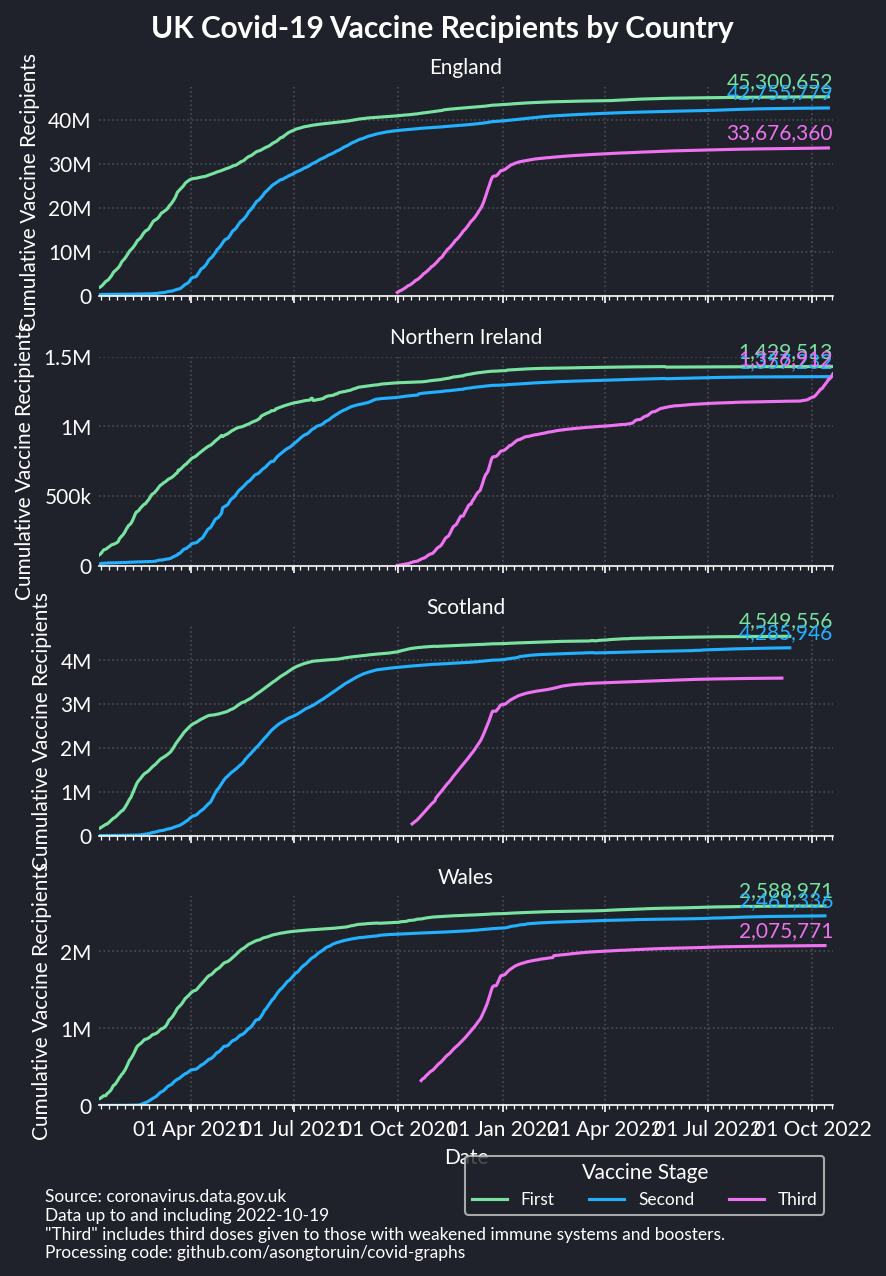 UK Covid-19 Vaccine Recipients by Country
England
Cumulative Vaccine Recipients
40M
30M
20M
10M
0
45,300,652
42,755,779
33,676,360
Northern Ireland
Cumulative Vaccine Recipients
1.5M
1M
500k
0
1,429,513
Scotland
Cumulative Vaccine Recipients
4M
3M
2M
1M
0
4,549,556
4,285,946
Wales
Cumulative Vaccine Recipients
2M
1M
0
2,588,971
2,461,335
2,075,771
01 Apr 2021 01 Jul 2021 01 Oct 2021 01 Jan 2022 01 Apr 2022 01 Jul 2022 01 Oct 2022
Date
Vaccine Stage
First Second Third
Source: coronavirus.data.gov.uk
Data up to and including 2022-10-19
"Third" includes third doses given to those with weakened immune systems and boosters.
Processing code: github.com/asongtoruin/covid-graphs